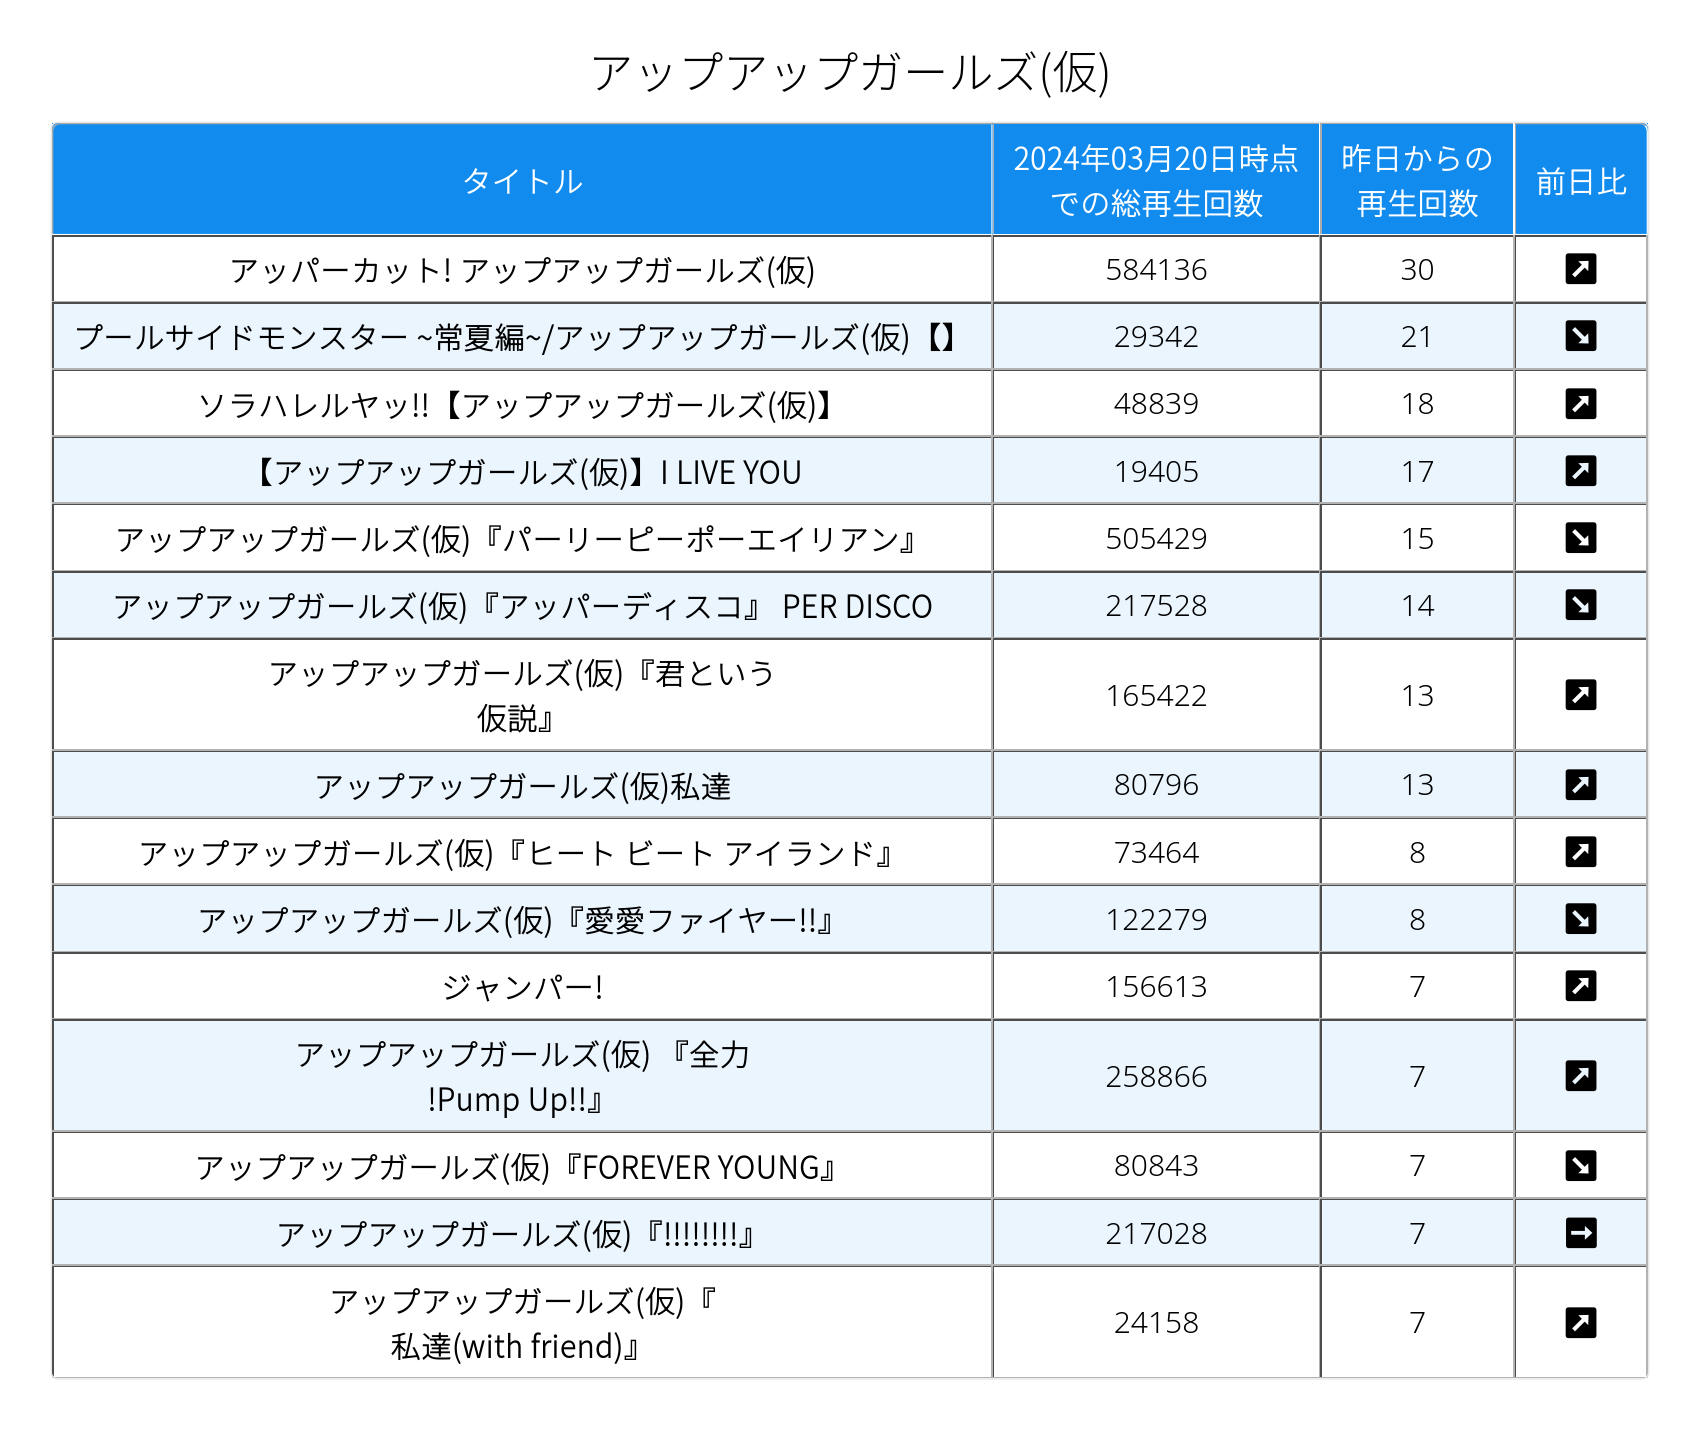 アップアップガールズ(仮)
タイトル
2024年03月20日時点
での総再生回数
昨日からの
再生回数
前日比
アッパーカット! アップアップガールズ(仮)
584136
30
プールサイドモンスター ~常夏編~/アップアップガールズ(仮)【】
29342
21
ソラハレルヤッ!!【アップアップガールズ(仮)】
48839
18
【アップアップガールズ(仮)】I LIVE YOU
19405
17
アップアップガールズ(仮)『パーリーピーポーエイリアン』
505429
15
アップアップガールズ(仮)『アッパーディスコ』 PER DISCO
217528
14
アップアップガールズ(仮)『君という
仮説』
165422
13
アップアップガールズ(仮)私達
80796
13
アップアップガールズ(仮)『ヒート ビート アイランド』
73464
8
アップアップガールズ(仮)『愛愛ファイヤー!!』
122279
8
ジャンパー!
156613
7
アップアップガールズ(仮) 『全力
!Pump Up!!』
258866
7
アップアップガールズ(仮)『FOREVER YOUNG』
80843
7
アップアップガールズ(仮)『!!!!!!!!』
217028
7
アップアップガールズ(仮)『
私達(with friend)』
24158
7